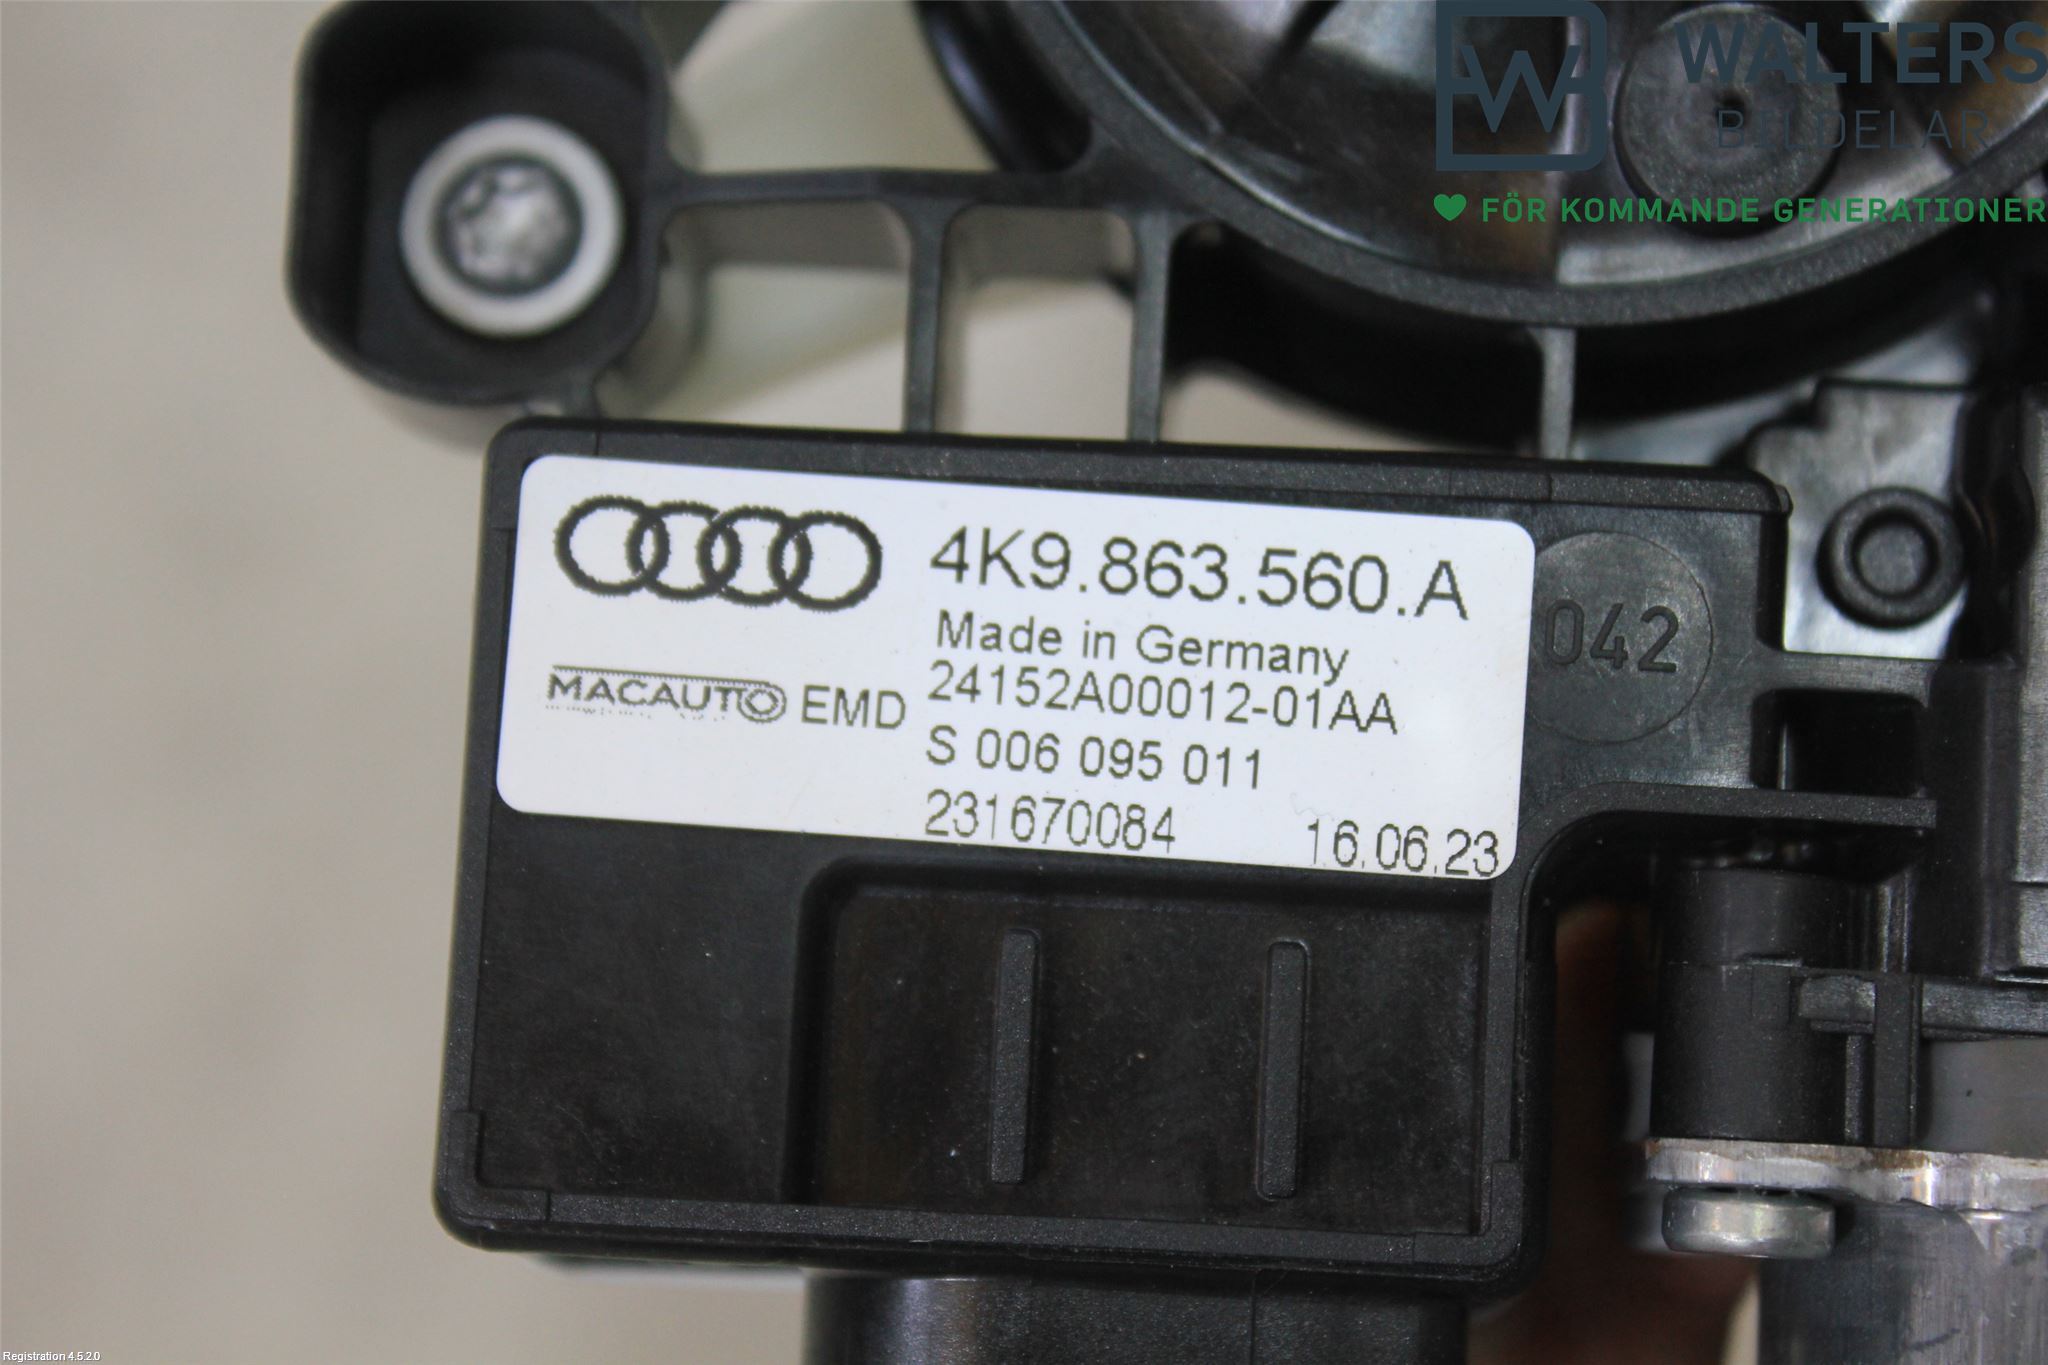 WALTERS
BILDELAR
FÖR KOMMANDE GENERATIONER
4K9.863.560.A
Made in Germany
24152A00012-01AA
MACAUTO EMD
S 006 095 011
231670084 16.06.23
042
Registration 4.5.2.0